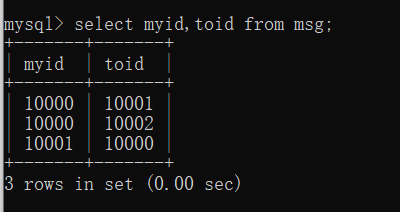 mysql> select myid,toid from msg;
+-------+-------+
| myid  | toid  |
+-------+-------+
| 10000 | 10001 |
| 10000 | 10002 |
| 10001 | 10000 |
+-------+-------+
3 rows in set (0.00 sec)